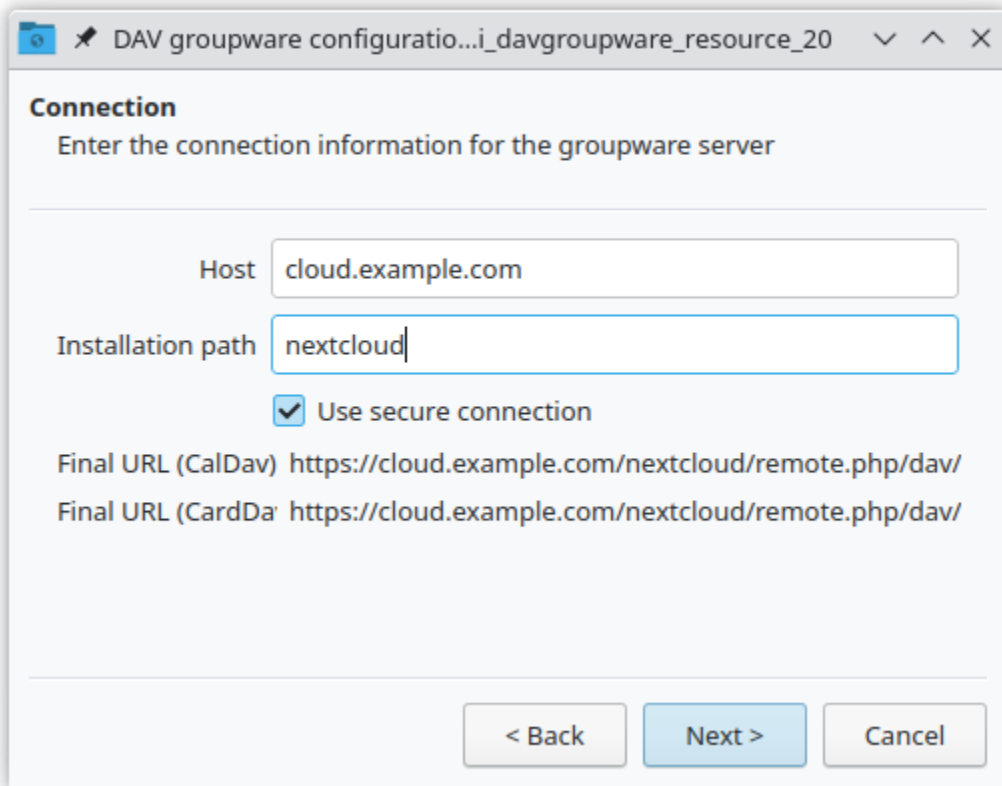 DAV groupware configuratio...i_davgroupware_resource_20
Connection
Enter the connection information for the groupware server
Host cloud.example.com
Installation path nextcloud
Use secure connection
Final URL (CalDav) https://cloud.example.com/nextcloud/remote.php/dav/
Final URL (CardDa https://cloud.example.com/nextcloud/remote.php/dav/
< Back Next > Cancel